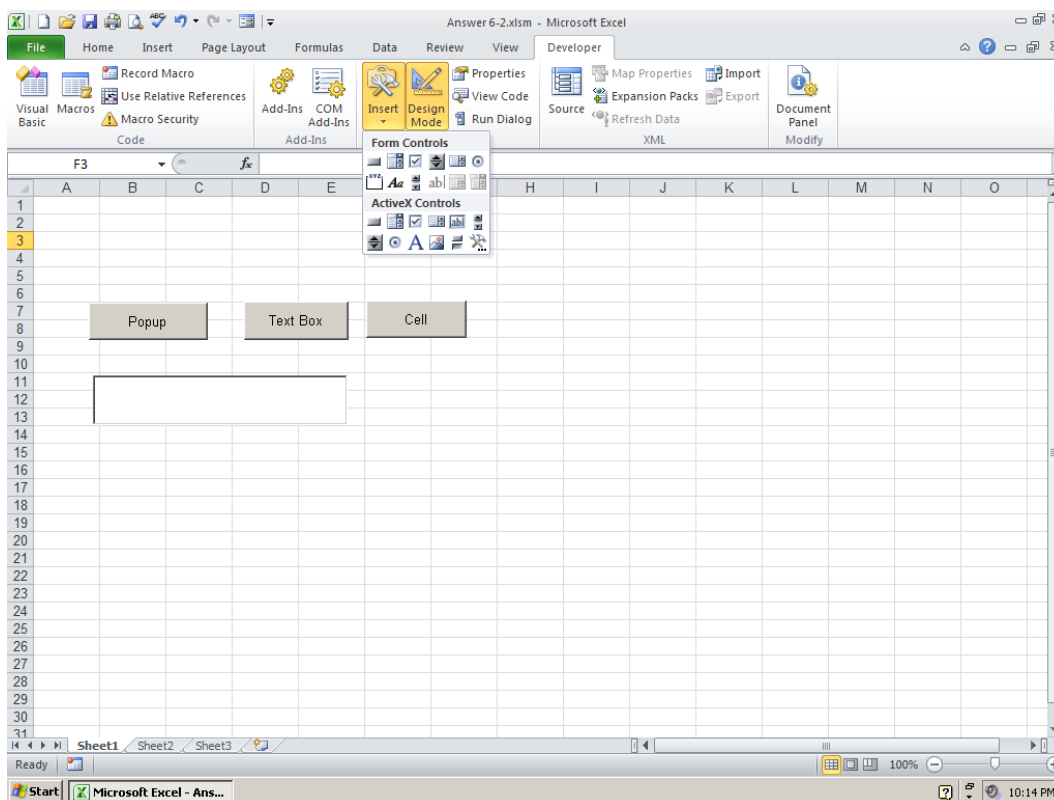 Answer 6-2.xlsm - Microsoft Excel
File Home Insert Page Layout Formulas Data Review View Developer
Visual Basic
Macros
Record Macro
Use Relative References
Macro Security
Code
Add-Ins
COM Add-Ins
Add-Ins
Insert
Design Mode
Properties
View Code
Run Dialog
Source
Map Properties
Expansion Packs
Refresh Data
Import
Export
XML
Document Panel
Modify
Form Controls
Aa ab|
ActiveX Controls
abl
A
F3 fx
A B C D E H I J K L M N O
1
2
3
4
5
6
7
8
9
10
11
12
13
14
15
16
17
18
19
20
21
22
23
24
25
26
27
28
29
30
31
Popup Text Box Cell
Sheet1 Sheet2 Sheet3
Ready 100%
Start Microsoft Excel - Ans... 10:14 PM